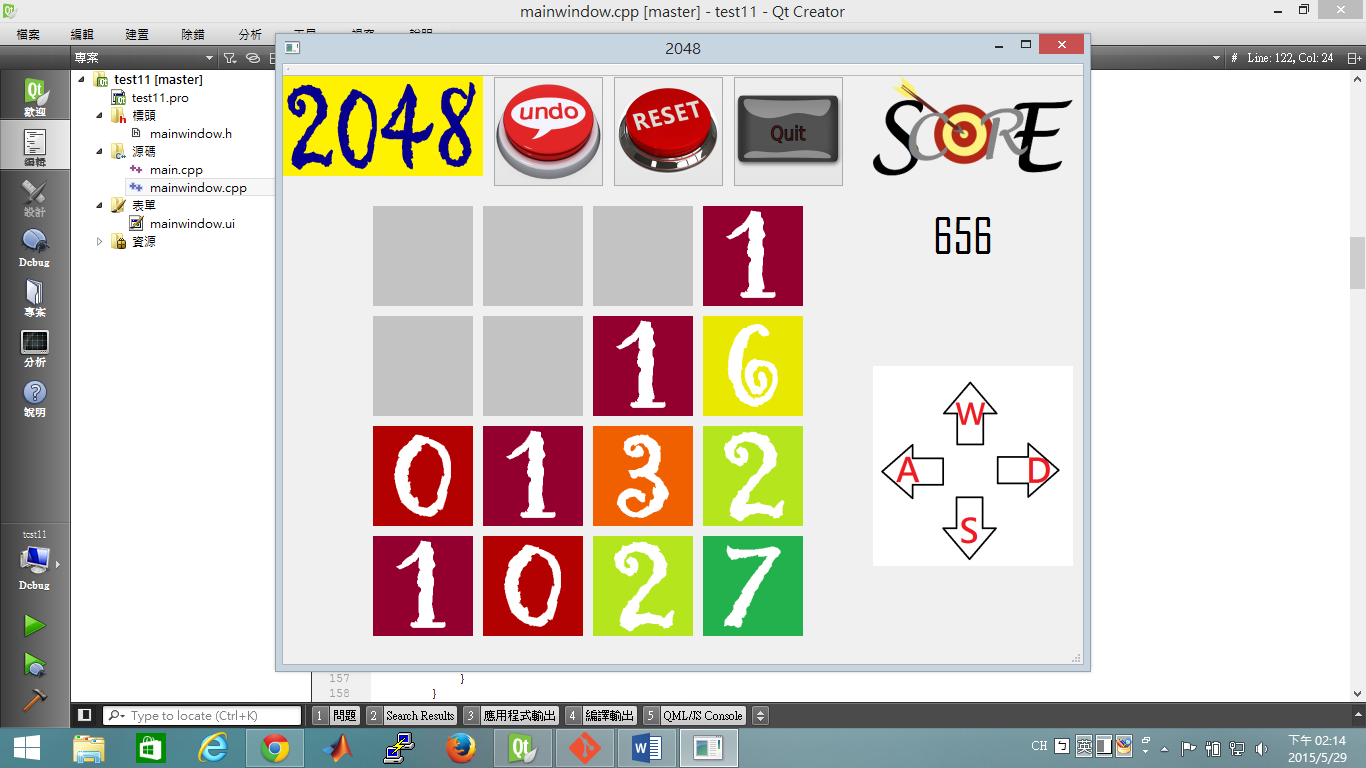 mainwindow.cpp [master] - test11 - Qt Creator
檔案 編輯 建置 除錯 分析
專案
# Line: 122, Col: 24
2048
test11 [master]
test11.pro
標頭
mainwindow.h
源碼
main.cpp
mainwindow.cpp
表單
mainwindow.ui
資源
Qt
歡迎
編輯
設計
Debug
專案
分析
說明
test11
Debug
2048
undo
RESET
Quit
SCORE
656
1
1 6
0 1 3 2
1 0 2 7
W
A D
S
157 }
158 }
Type to locate (Ctrl+K)
1 問題 2 Search Results 3 應用程式輸出 4 編譯輸出 5 QML/JS Console
CH 英
下午 02:14
2015/5/29